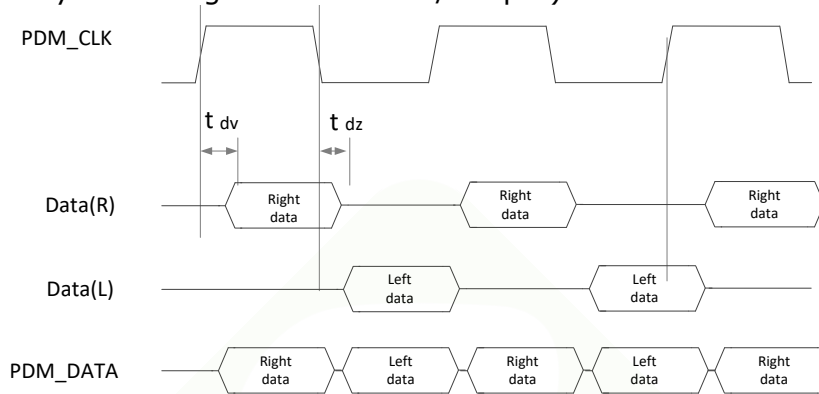 PDM_CLK
t dv
t dz
Data(R)
Right
data
Right
data
Right
data
Data(L)
Left
data
Left
data
PDM_DATA
Right
data
Left
data
Right
data
Left
data
Right
data